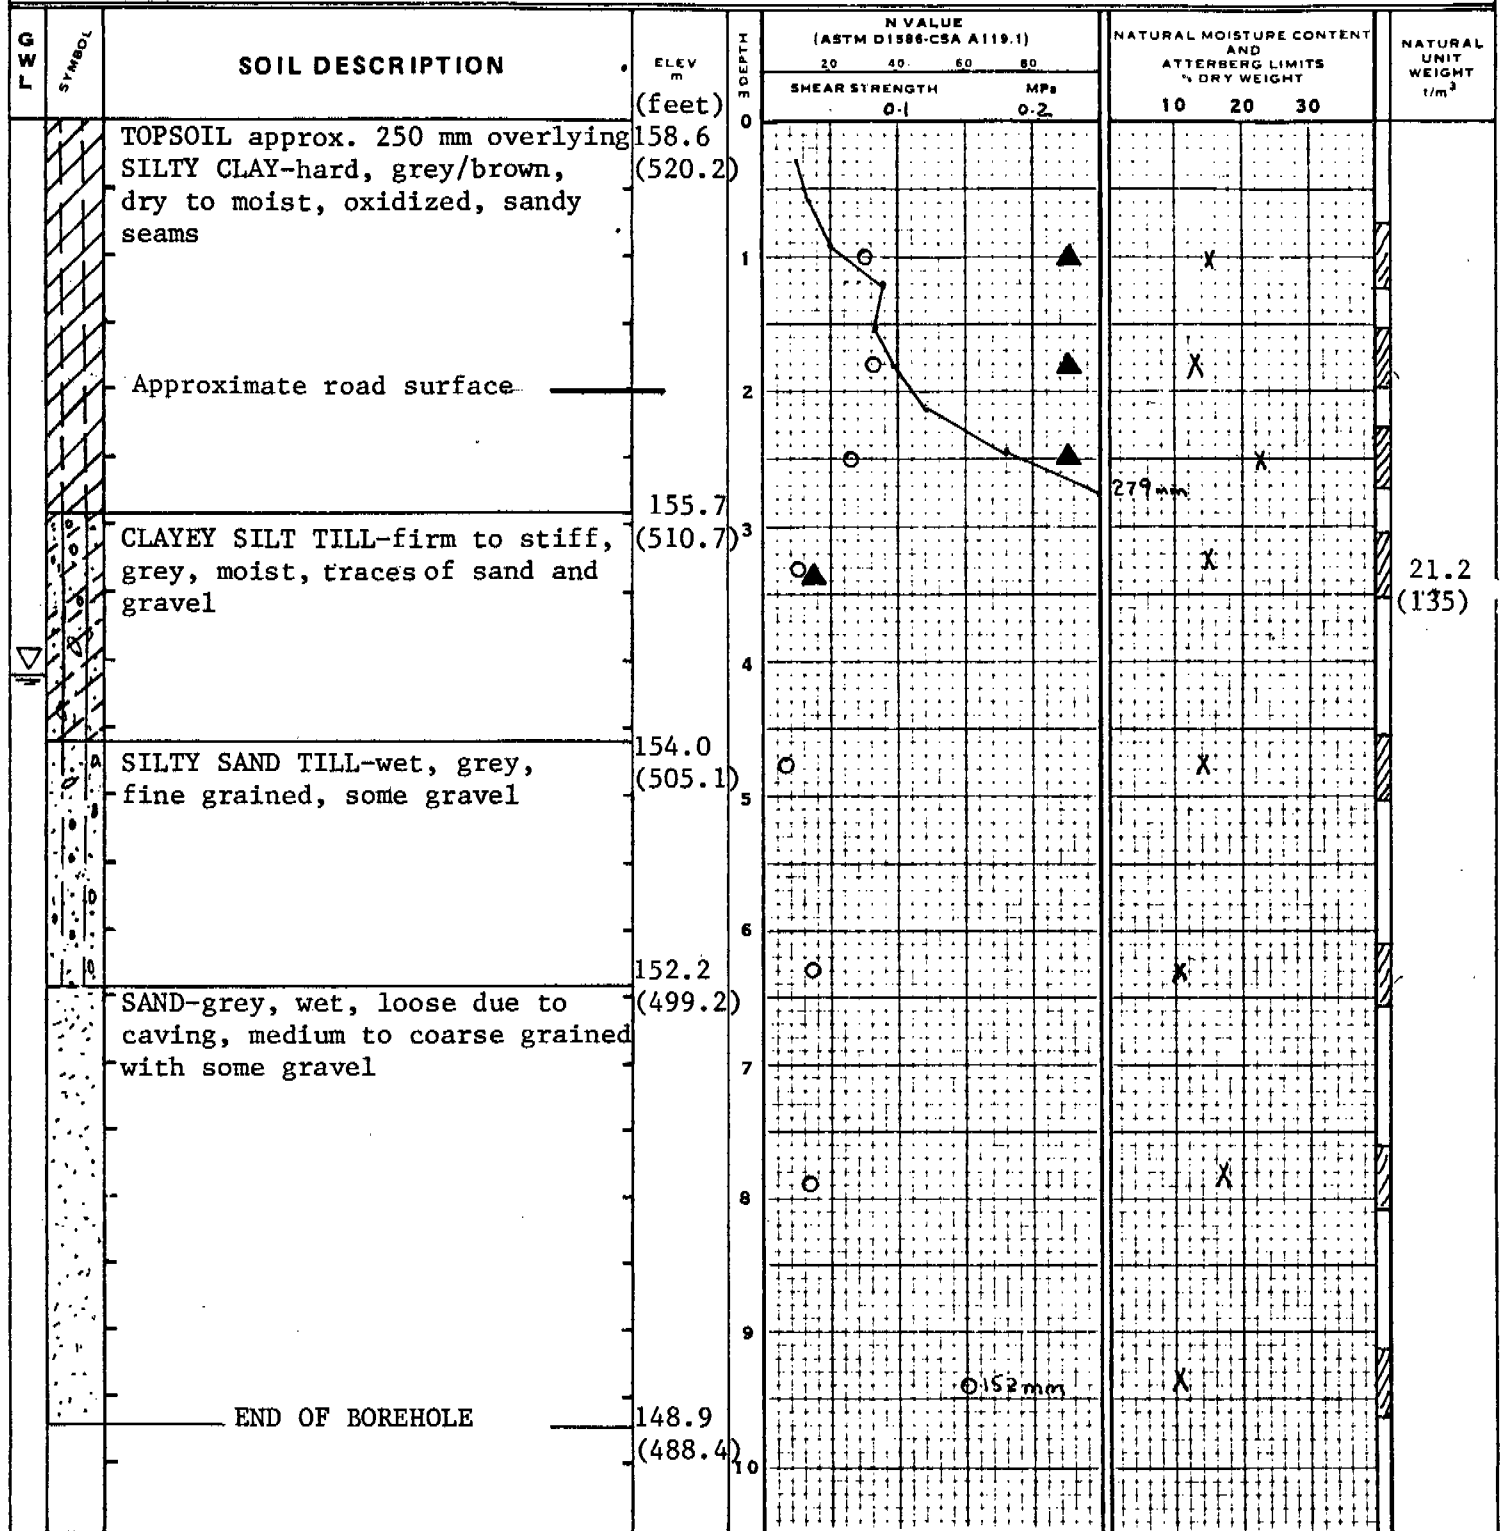 G
W
L
SYMBOL
SOIL DESCRIPTION
ELEV
m
(feet)
DEPTH
m
N VALUE
(ASTM D1586-CSA A119.1)
20 40 60 80
SHEAR STRENGTH MPa
0.1 0.2
NATURAL MOISTURE CONTENT
AND
ATTERBERG LIMITS
% DRY WEIGHT
10 20 30
NATURAL
UNIT
WEIGHT
t/m³
0
TOPSOIL approx. 250 mm overlying
SILTY CLAY-hard, grey/brown,
dry to moist, oxidized, sandy
seams
158.6
(520.2)
1
Approximate road surface
2
279mm
155.7
(510.7)
3
CLAYEY SILT TILL-firm to stiff,
grey, moist, traces of sand and
gravel
21.2
(135)
4
154.0
(505.1)
SILTY SAND TILL-wet, grey,
fine grained, some gravel
5
6
152.2
(499.2)
SAND-grey, wet, loose due to
caving, medium to coarse grained
with some gravel
7
8
9
152mm
END OF BOREHOLE
148.9
(488.4)
10